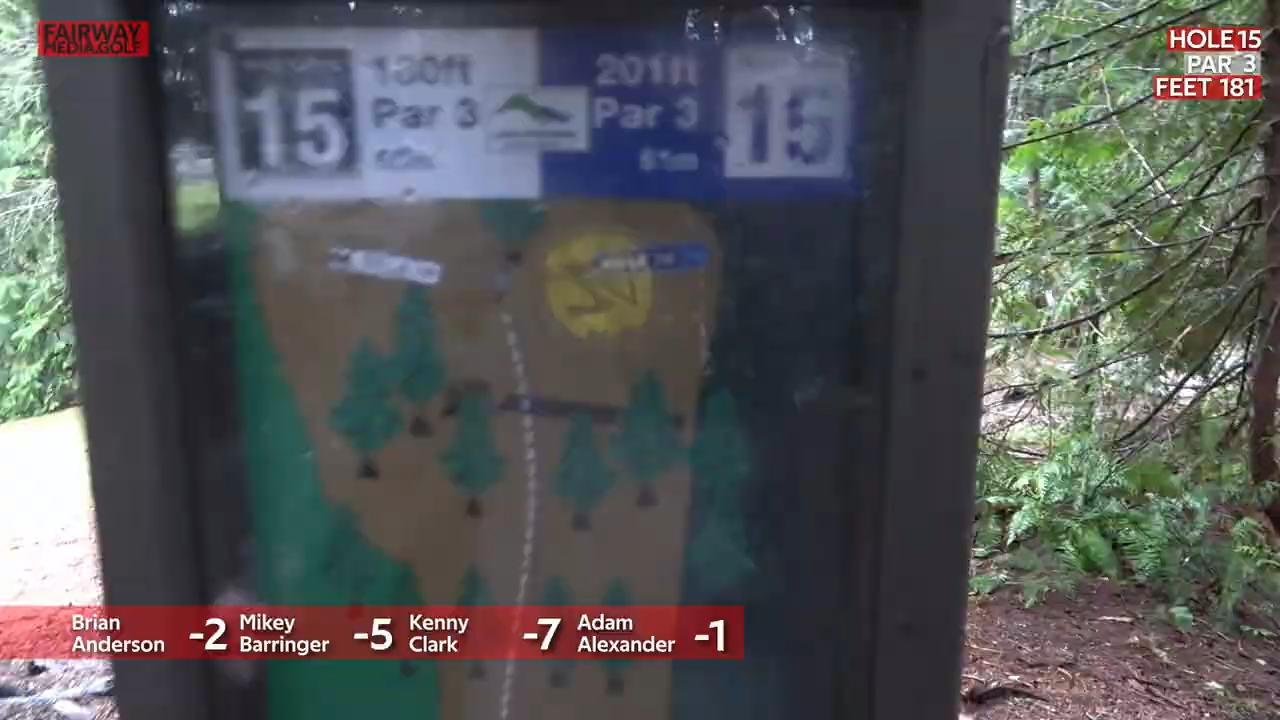 FAIRWAY
MEDIA.GOLF
HOLE 15
PAR 3
FEET 181
15
Par 3
201ft
Par 3
61m
15
Brian
Anderson
-2
Mikey
Barringer
-5
Kenny
Clark
-7
Adam
Alexander
-1